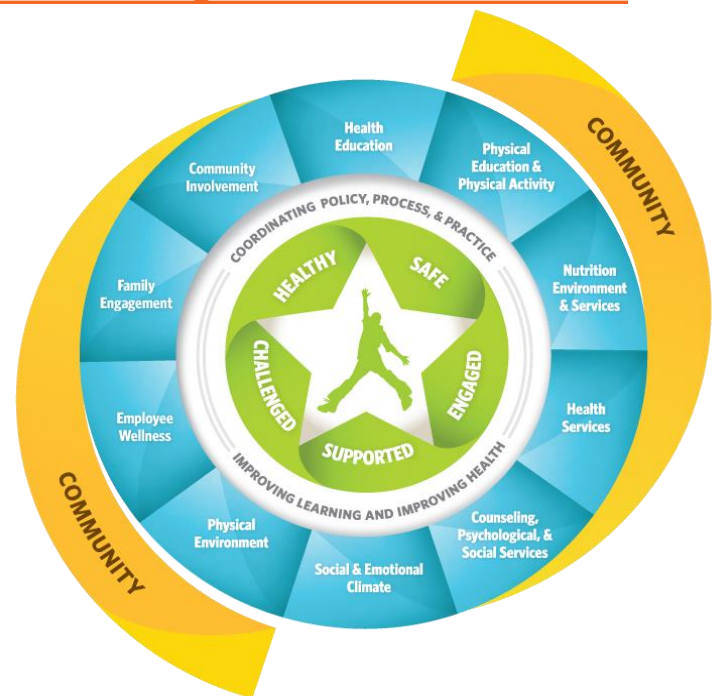 COMMUNITY
Health
Education
Physical
Education &
Physical Activity
Nutrition
Environment
& Services
Health
Services
Counseling,
Psychological, &
Social Services
Social & Emotional
Climate
Physical
Environment
Employee
Wellness
Family
Engagement
Community
Involvement
COORDINATING POLICY, PROCESS, & PRACTICE
HEALTHY
SAFE
ENGAGED
SUPPORTED
CHALLENGED
IMPROVING LEARNING AND IMPROVING HEALTH
COMMUNITY